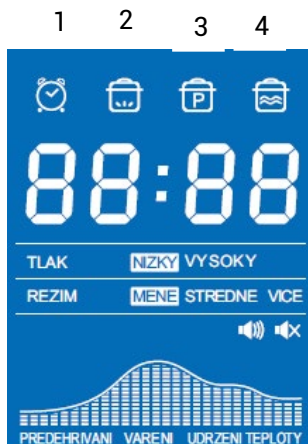 1 2 3 4
P
88:88
TLAK NIZKY VYSOKY
REZIM MENE STREDNE VICE
PREDEHRIVANI VARENI UDRZENI TEPLOTY